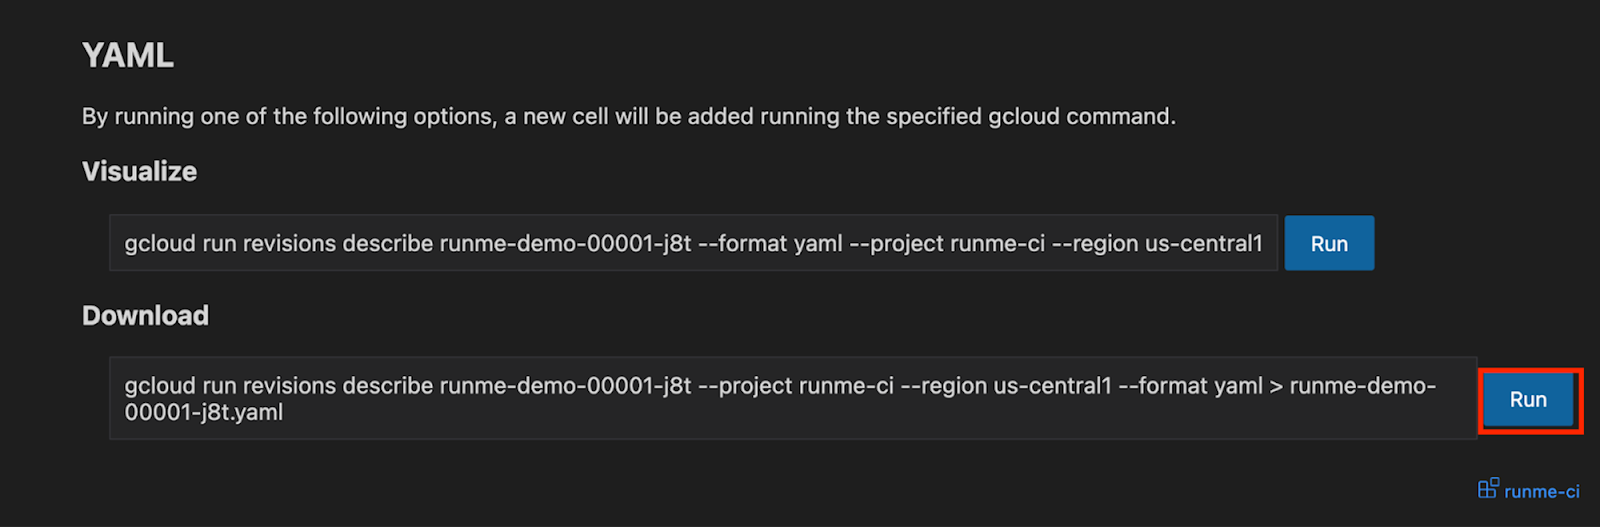 YAML
By running one of the following options, a new cell will be added running the specified gcloud command.
Visualize
gcloud run revisions describe runme-demo-00001-j8t --format yaml --project runme-ci --region us-central1
Run
Download
gcloud run revisions describe runme-demo-00001-j8t --project runme-ci --region us-central1 --format yaml > runme-demo-
00001-j8t.yaml
Run
runme-ci